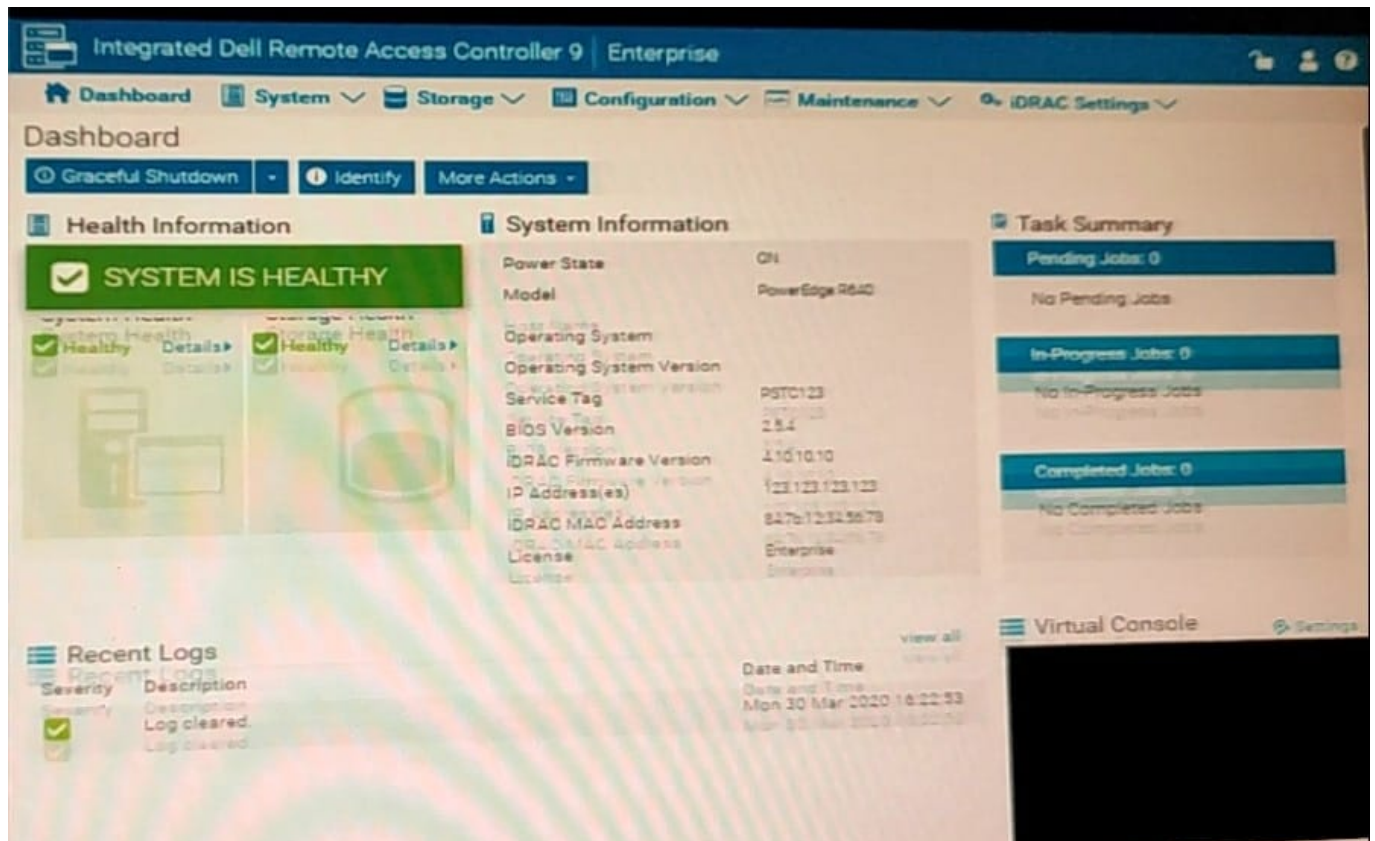 Integrated Dell Remote Access Controller 9 | Enterprise
Dashboard System Storage Configuration Maintenance iDRAC Settings
Dashboard
Graceful Shutdown Identify More Actions
Health Information
SYSTEM IS HEALTHY
System Health Storage Health
Healthy Details Healthy Details
System Information
Power State ON
Model PowerEdge R640
Operating System
Operating System Version
Service Tag PSTC123
BIOS Version 2.5.4
iDRAC Firmware Version 4.10.10.10
IP Address(es) 123.123.123.123
iDRAC MAC Address
License Enterprise
Task Summary
Pending Jobs: 0
No Pending Jobs
In-Progress Jobs: 0
No In-Progress Jobs
Completed Jobs: 0
No Completed Jobs
Recent Logs view all
Severity Description Date and Time
Log cleared. Mon 30 Mar 2020 16:22:53
Virtual Console Settings